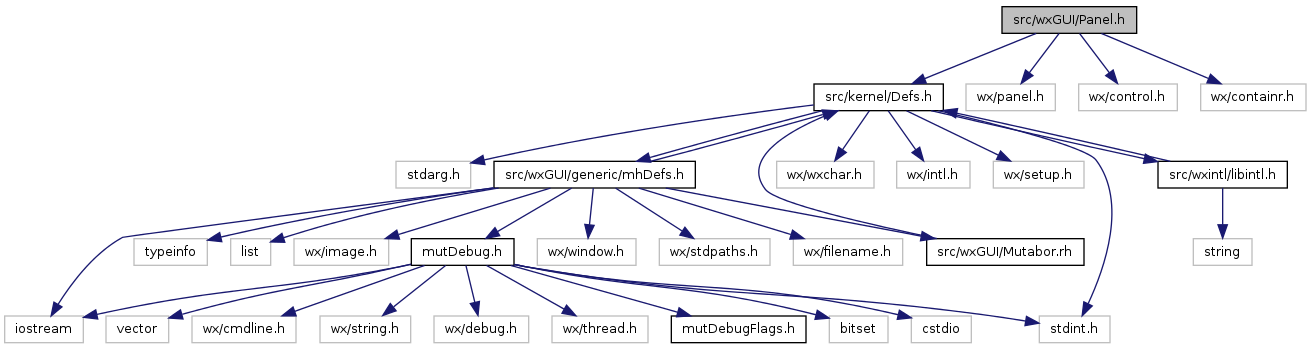 src/wxGUI/Panel.h
src/kernel/Defs.h
wx/panel.h
wx/control.h
wx/containr.h
stdarg.h
src/wxGUI/generic/mhDefs.h
wx/wxchar.h
wx/intl.h
wx/setup.h
src/wxintl/libintl.h
typeinfo
list
wx/image.h
mutDebug.h
wx/window.h
wx/stdpaths.h
wx/filename.h
src/wxGUI/Mutabor.rh
string
iostream
vector
wx/cmdline.h
wx/string.h
wx/debug.h
wx/thread.h
mutDebugFlags.h
bitset
cstdio
stdint.h